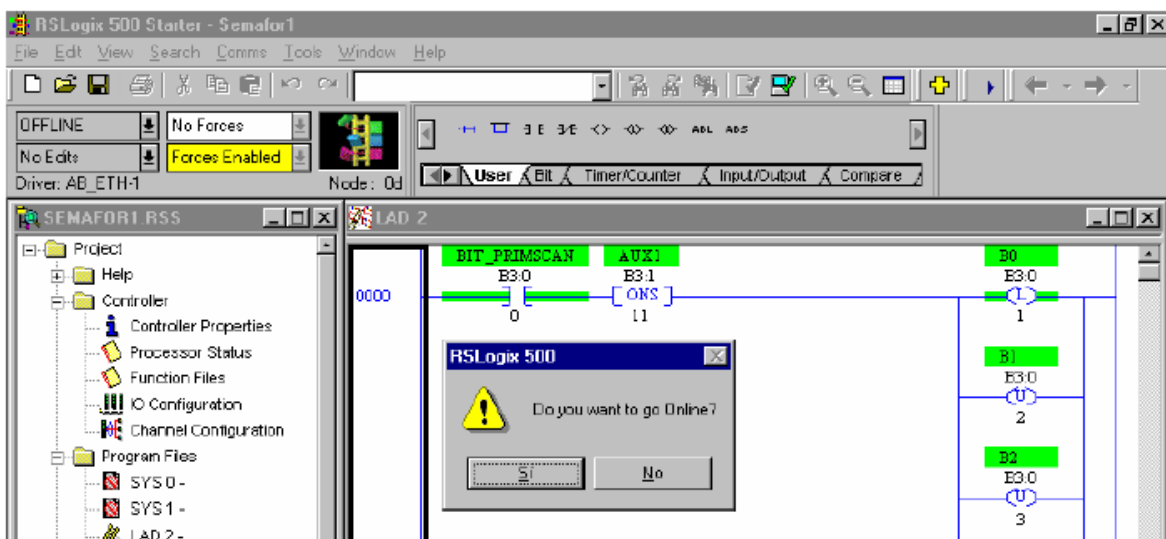 RSLogix 500 Starter - Semafor1
File Edit View Search Comms Tools Window Help
OFFLINE No Forces
No Edits Forces Enabled
Driver: AB_ETH-1 Node: 0d
ABL ABS
User Bit Timer/Counter Input/Output Compare
SEMAFOR1.RSS
Project
Help
Controller
Controller Properties
Processor Status
Function Files
IO Configuration
Channel Configuration
Program Files
SYS 0 -
SYS 1 -
LAD 2 -
LAD 2
0000
BIT_PRIMSCAN AUX1 B0
B3:0 B3:1 B3:0
ONS L
0 11 1
B1
B3:0
U
2
B2
B3:0
U
3
RSLogix 500
Do you want to go Online?
Sí No